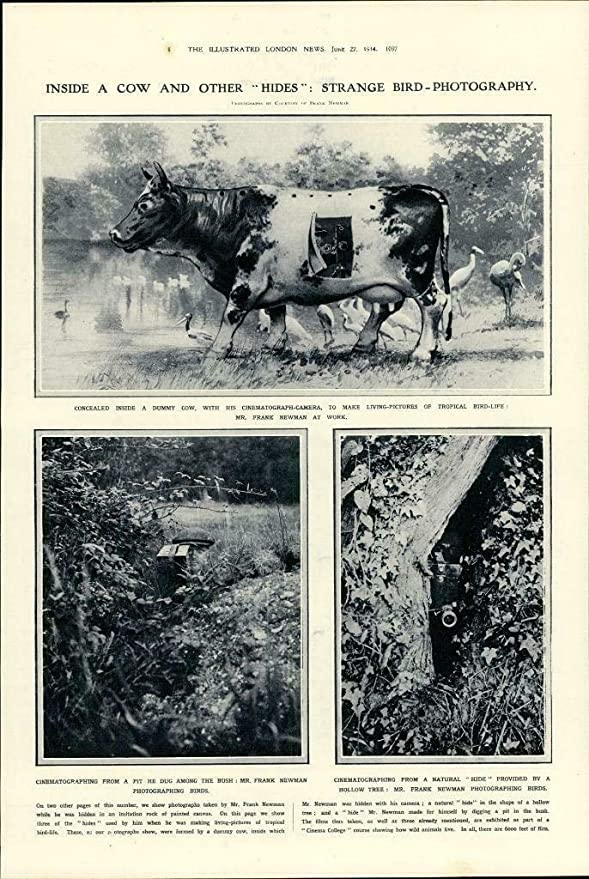 THE ILLUSTRATED LONDON NEWS, June 27, 1914. 1097
INSIDE A COW AND OTHER "HIDES": STRANGE BIRD-PHOTOGRAPHY.
Photographs by Courtesy of Frank Newman
CONCEALED INSIDE A DUMMY COW, WITH HIS CINEMATOGRAPH-CAMERA, TO MAKE LIVING-PICTURES OF TROPICAL BIRD-LIFE:
MR. FRANK NEWMAN AT WORK.
CINEMATOGRAPHING FROM A PIT HE DUG AMONG THE BUSH: MR. FRANK NEWMAN
PHOTOGRAPHING BIRDS.
CINEMATOGRAPHING FROM A NATURAL "HIDE" PROVIDED BY A
HOLLOW TREE: MR. FRANK NEWMAN PHOTOGRAPHING BIRDS.
On two other pages of this number, we show photographs taken by Mr. Frank Newman
while he was hidden in an imitation rock of painted canvas. On this page we show
three of the "hides" used by him when he was making living-pictures of tropical
bird-life. These, as our photographs show, were formed by a dummy cow, inside which
Mr. Newman was hidden with his camera; a natural "hide" in the shape of a hollow
tree; and a "hide" Mr. Newman made for himself by digging a pit in the bush.
The films thus taken, as well as those already mentioned, are exhibited as part of a
"Cinema College" course showing how wild animals live. In all, there are 6000 feet of film.